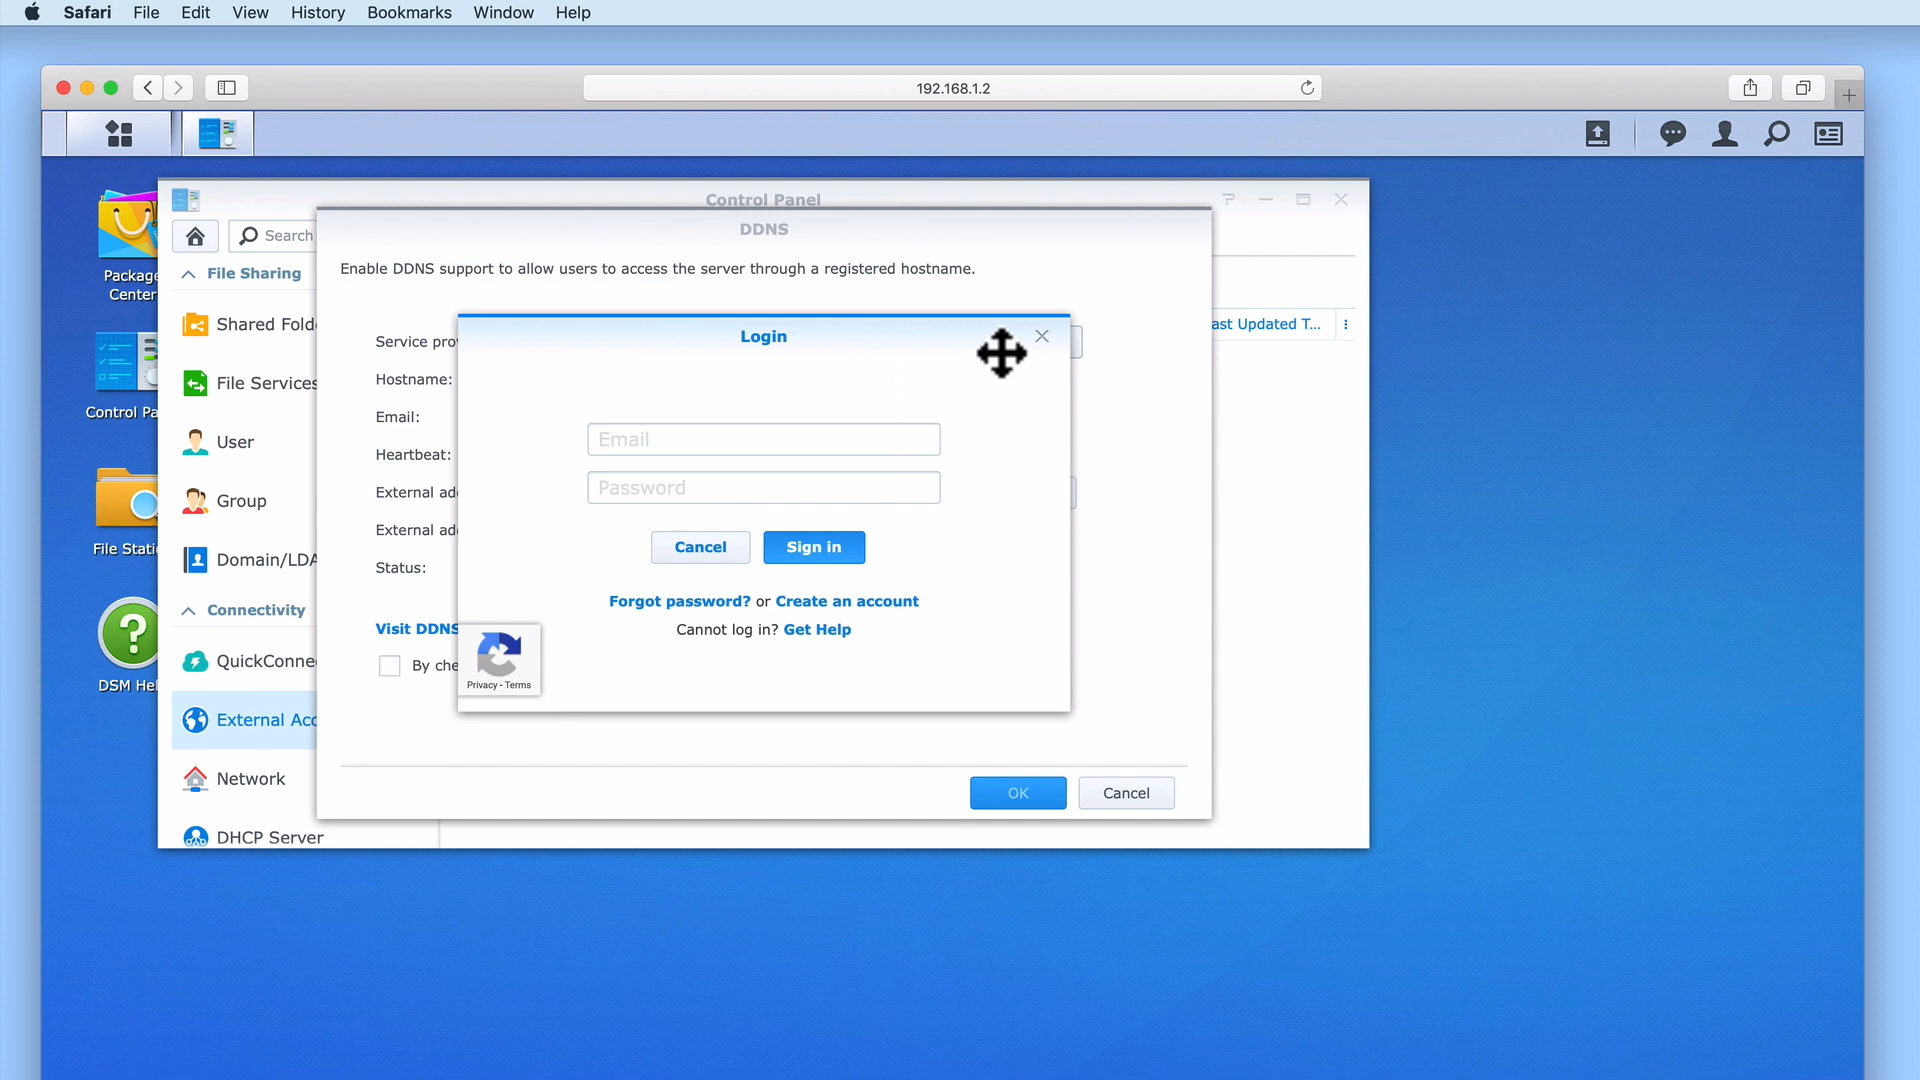 Safari File Edit View History Bookmarks Window Help
192.168.1.2
Control Panel
DDNS
Search
Enable DDNS support to allow users to access the server through a registered hostname.
Package
Center
File Sharing
Shared Fold
File Services
User
Group
Domain/LDA
Connectivity
QuickConne
External Acc
Network
DHCP Server
Control Pa
File Stati
DSM Hel
Service prov
Hostname:
Email:
Heartbeat:
External ad
External ad
Status:
Visit DDNS
By che
ast Updated T...
Login
Email
Password
Cancel Sign in
Forgot password? or Create an account
Cannot log in? Get Help
Privacy - Terms
OK Cancel